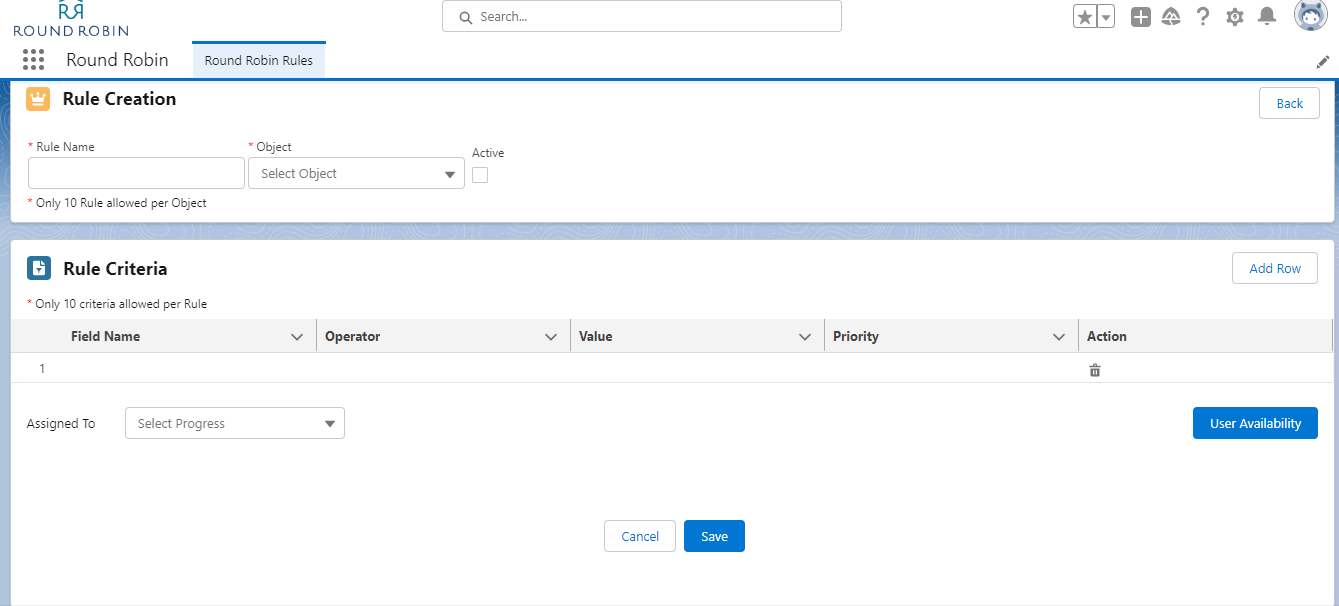 ROUND ROBIN
Search...
Round Robin
Round Robin Rules
Rule Creation
Back
* Rule Name
* Object
Active
Select Object
* Only 10 Rule allowed per Object
Rule Criteria
Add Row
* Only 10 criteria allowed per Rule
Field Name Operator Value Priority Action
1
Assigned To
Select Progress
User Availability
Cancel
Save